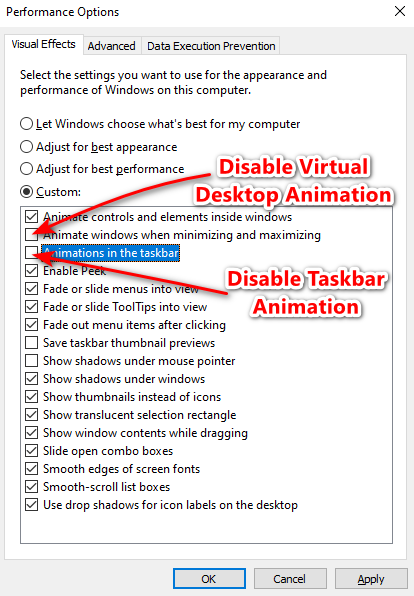 Performance Options
Visual Effects
Advanced
Data Execution Prevention
Select the settings you want to use for the appearance and
performance of Windows on this computer.
Let Windows choose what's best for my computer
Adjust for best appearance
Adjust for best performance
Custom:
Disable Virtual
Desktop Animation
Animate controls and elements inside windows
Animate windows when minimizing and maximizing
Animations in the taskbar
Enable Peek
Disable Taskbar
Animation
Fade or slide menus into view
Fade or slide ToolTips into view
Fade out menu items after clicking
Save taskbar thumbnail previews
Show shadows under mouse pointer
Show shadows under windows
Show thumbnails instead of icons
Show translucent selection rectangle
Show window contents while dragging
Slide open combo boxes
Smooth edges of screen fonts
Smooth-scroll list boxes
Use drop shadows for icon labels on the desktop
OK
Cancel
Apply